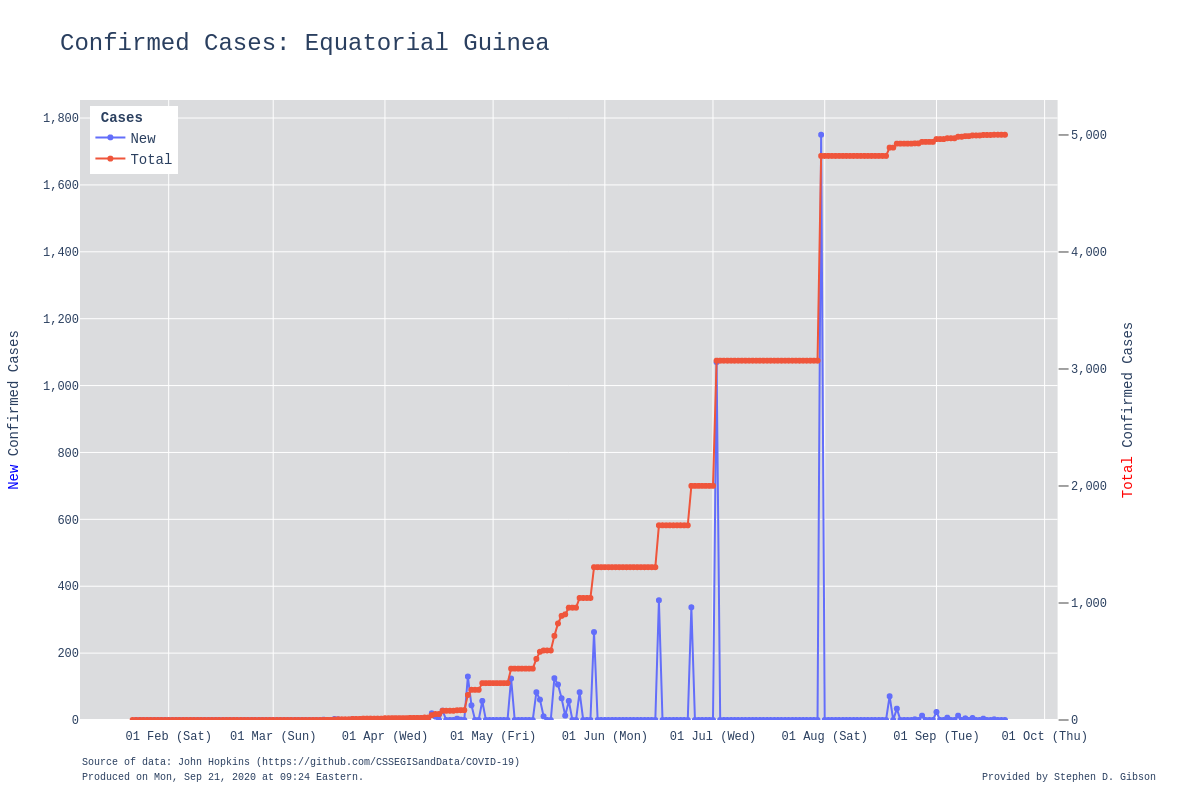 Confirmed Cases: Equatorial Guinea
Cases
New
Total
1,800
1,600
1,400
1,200
1,000
800
600
400
200
0
5,000
4,000
3,000
2,000
1,000
0
New Confirmed Cases
Total Confirmed Cases
01 Feb (Sat) 01 Mar (Sun) 01 Apr (Wed) 01 May (Fri) 01 Jun (Mon) 01 Jul (Wed) 01 Aug (Sat) 01 Sep (Tue) 01 Oct (Thu)
Source of data: John Hopkins (https://github.com/CSSEGISandData/COVID-19)
Produced on Mon, Sep 21, 2020 at 09:24 Eastern.
Provided by Stephen D. Gibson